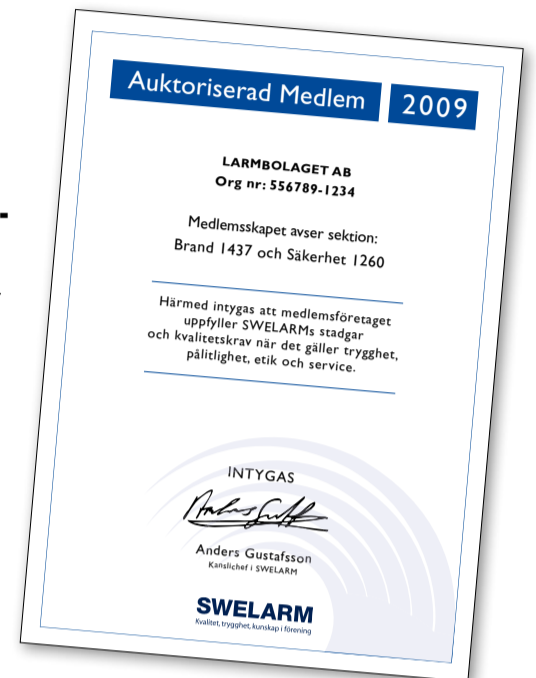 Auktoriserad Medlem 2009
LARMBOLAGET AB
Org nr: 556789-1234
Medlemsskapet avser sektion:
Brand 1437 och Säkerhet 1260
Härmed intygas att medlemsföretaget
uppfyller SWELARMs stadgar
och kvalitetskrav när det gäller trygghet,
pålitlighet, etik och service.
INTYGAS
Anders Gustafsson
Kanslichef i SWELARM
SWELARM
Kvalitet, trygghet, kunskap i förening